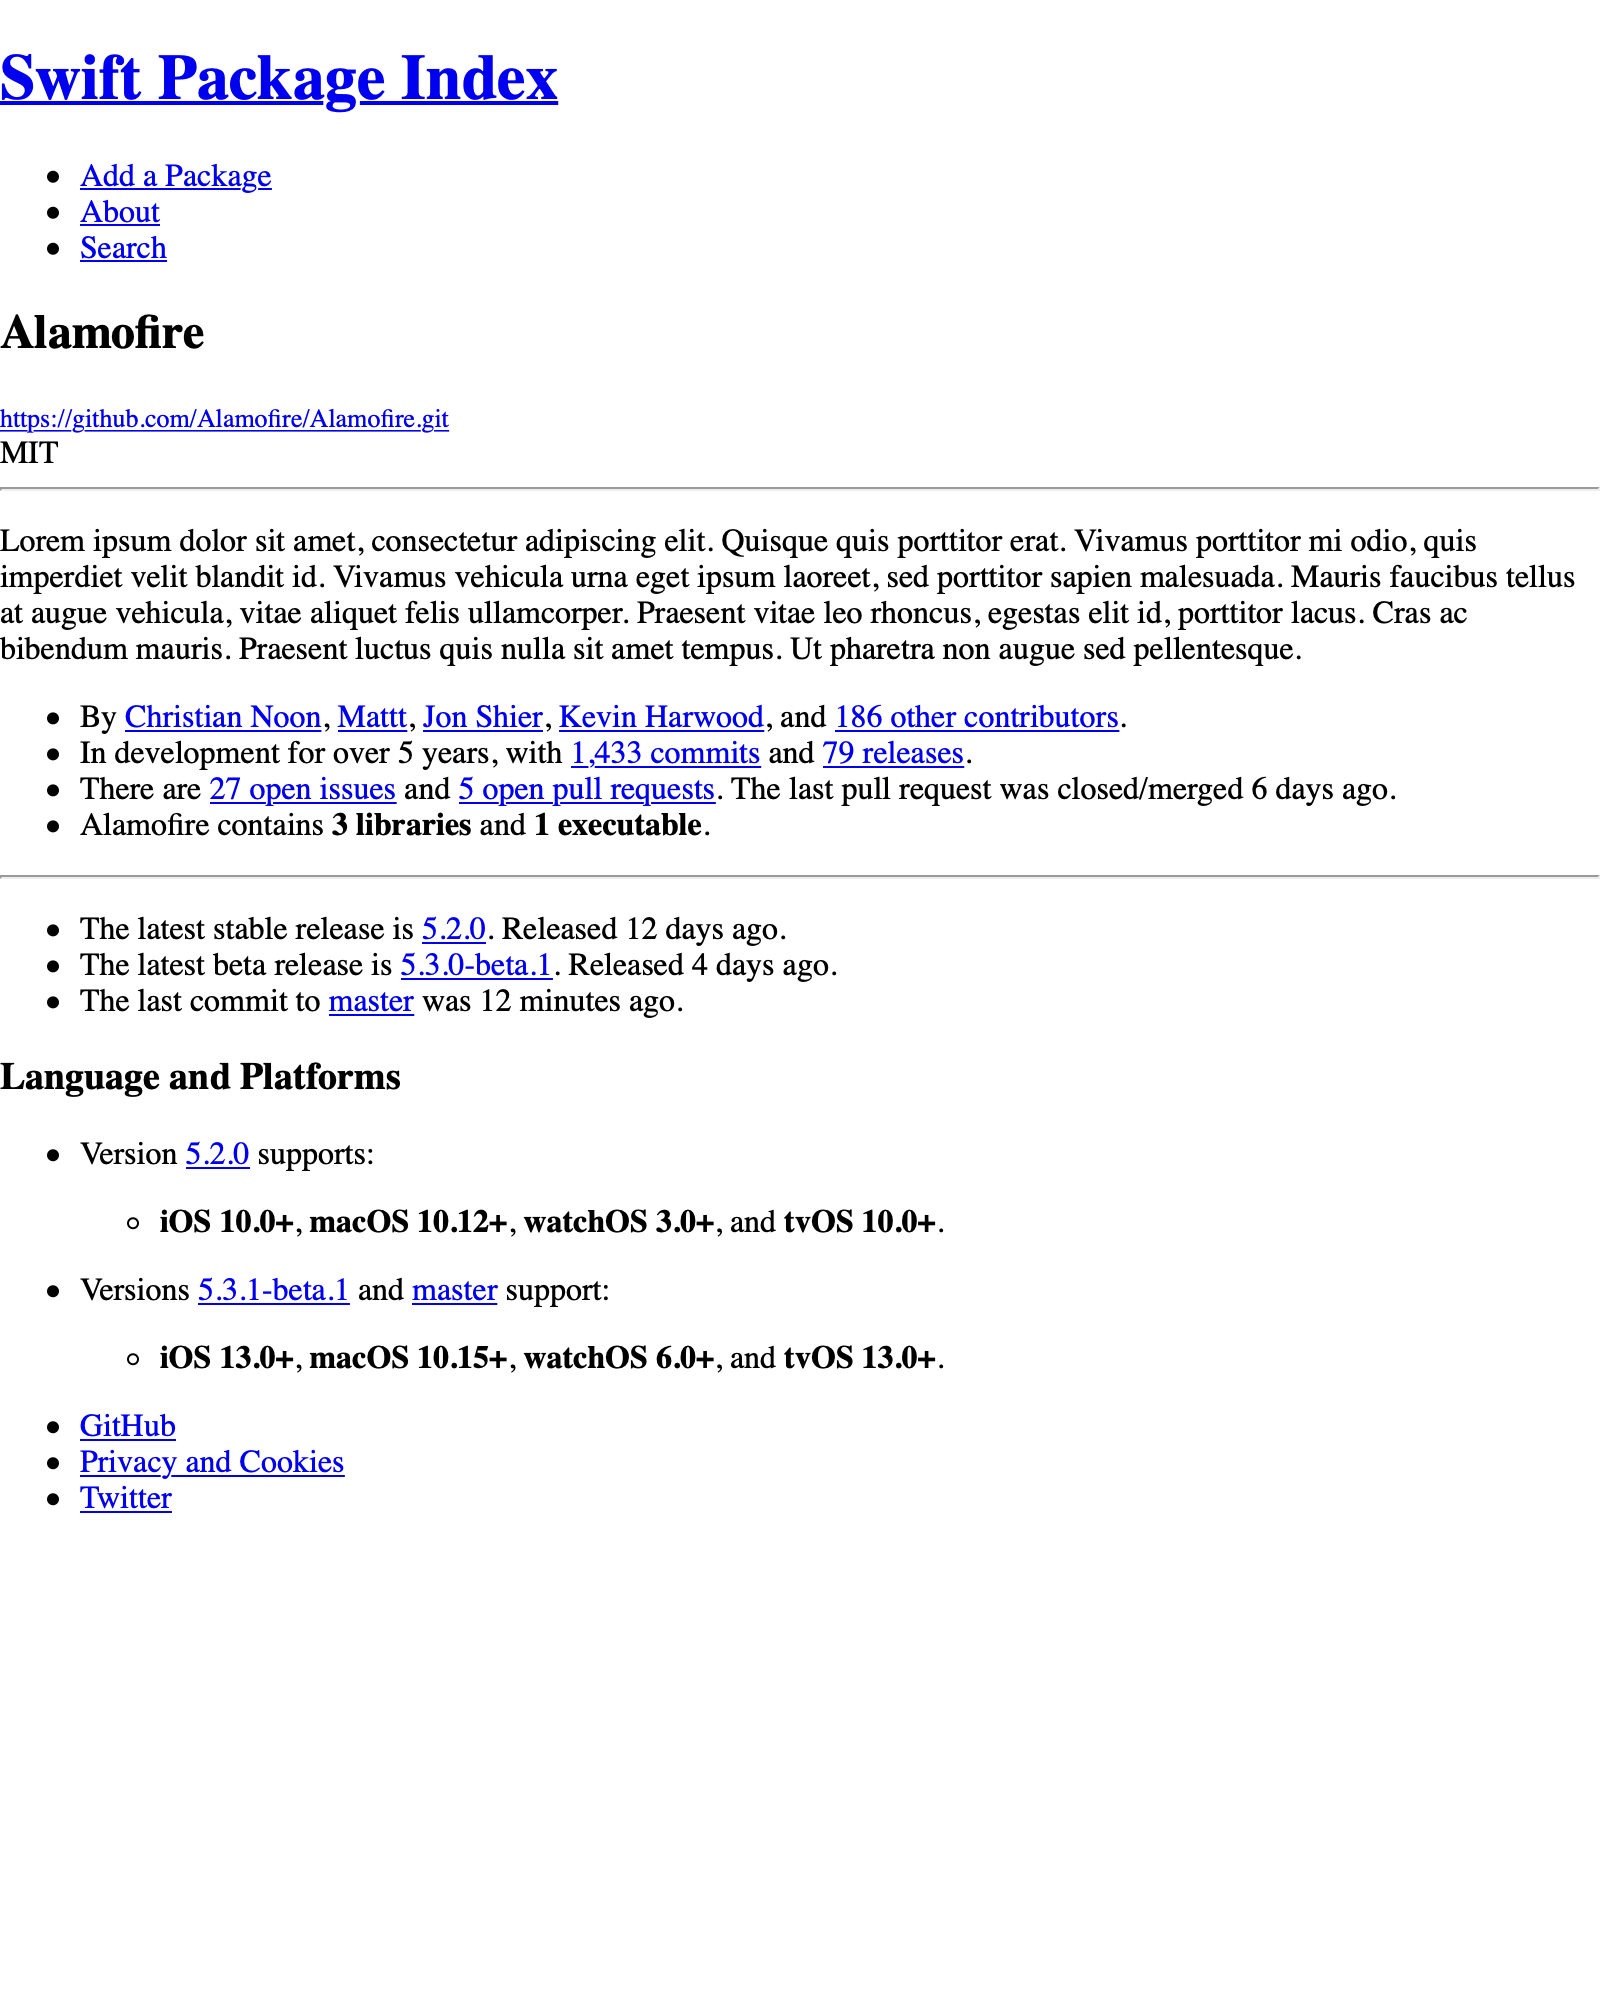 Swift Package Index
Add a Package
About
Search
Alamofire
https://github.com/Alamofire/Alamofire.git
MIT
Lorem ipsum dolor sit amet, consectetur adipiscing elit. Quisque quis porttitor erat. Vivamus porttitor mi odio, quis
imperdiet velit blandit id. Vivamus vehicula urna eget ipsum laoreet, sed porttitor sapien malesuada. Mauris faucibus tellus
at augue vehicula, vitae aliquet felis ullamcorper. Praesent vitae leo rhoncus, egestas elit id, porttitor lacus. Cras ac
bibendum mauris. Praesent luctus quis nulla sit amet tempus. Ut pharetra non augue sed pellentesque.
By Christian Noon, Mattt, Jon Shier, Kevin Harwood, and 186 other contributors.
In development for over 5 years, with 1,433 commits and 79 releases.
There are 27 open issues and 5 open pull requests. The last pull request was closed/merged 6 days ago.
Alamofire contains 3 libraries and 1 executable.
The latest stable release is 5.2.0. Released 12 days ago.
The latest beta release is 5.3.0-beta.1. Released 4 days ago.
The last commit to master was 12 minutes ago.
Language and Platforms
Version 5.2.0 supports:
iOS 10.0+, macOS 10.12+, watchOS 3.0+, and tvOS 10.0+.
Versions 5.3.1-beta.1 and master support:
iOS 13.0+, macOS 10.15+, watchOS 6.0+, and tvOS 13.0+.
GitHub
Privacy and Cookies
Twitter